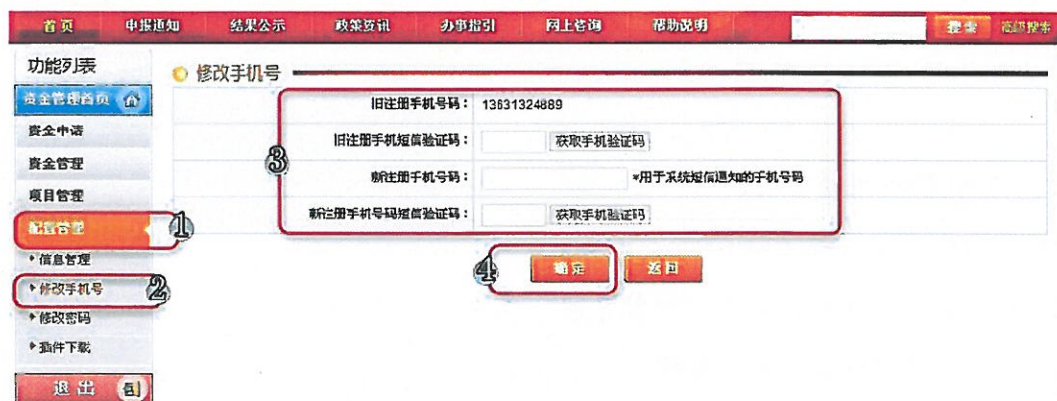 首页 申报通知 结果公示 政策资讯 办事指引 网上咨询 帮助说明 搜索 高级搜索
功能列表
修改手机号
资金管理首页
旧注册手机号码： 13631324889
资金申请
旧注册手机短信验证码： 获取手机验证码
③
资金管理
新注册手机号码： *用于系统短信通知的手机号码
项目管理
新注册手机号码短信验证码： 获取手机验证码
配置管理 ①
信息管理
④ 确定 返回
修改手机号 ②
修改密码
插件下载
退出